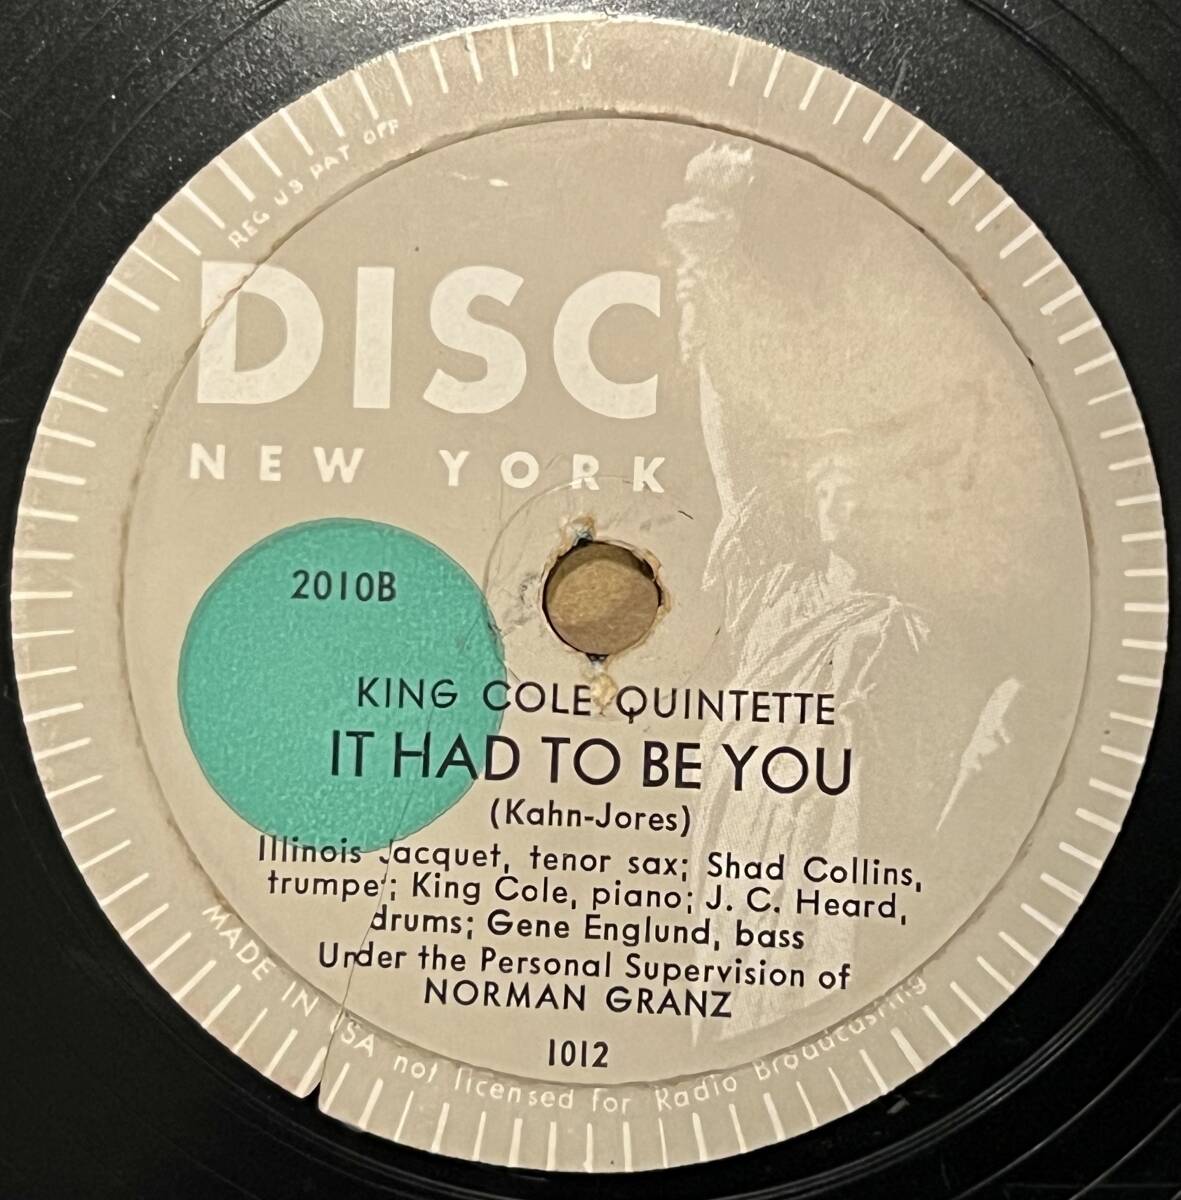 REG US PAT OFF
DISC
NEW YORK
2010B
KING COLE QUINTETTE
IT HAD TO BE YOU
(Kahn-Jores)
Illinois Jacquet, tenor sax; Shad Collins,
trumpet; King Cole, piano; J. C. Heard,
drums; Gene Englund, bass
Under the Personal Supervision of
NORMAN GRANZ
1012
MADE IN USA not licensed for Radio Broadcasting